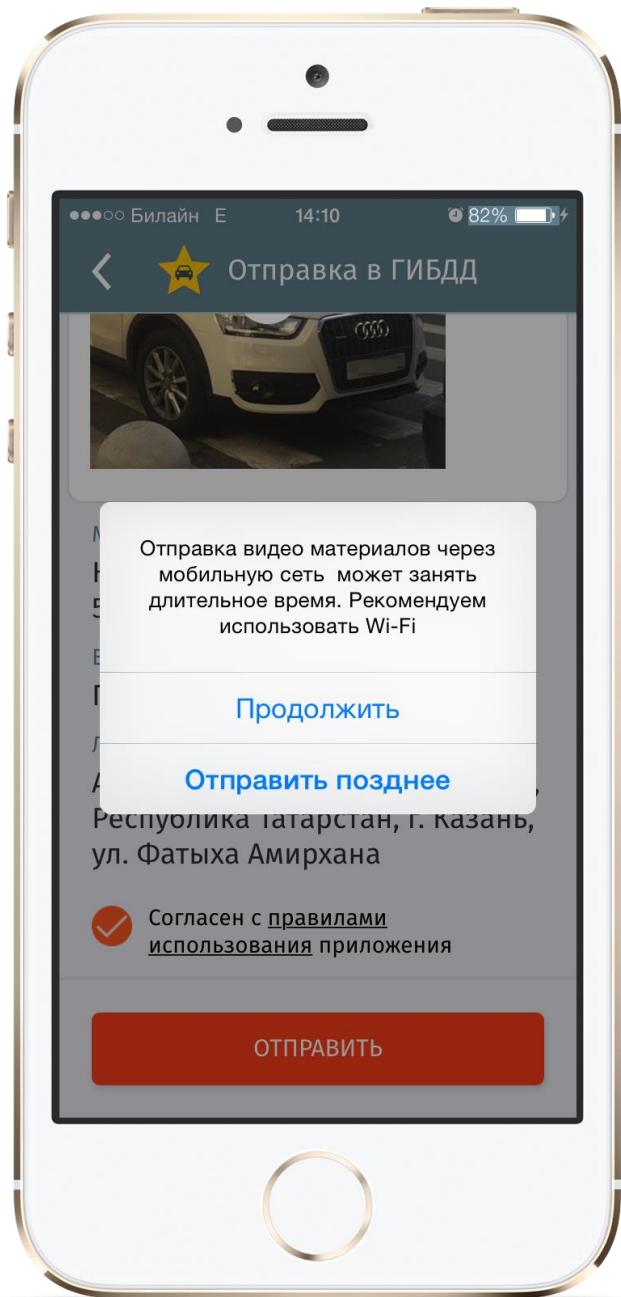 Билайн E 14:10 82%
Отправка в ГИБДД
Отправка видео материалов через
мобильную сеть может занять
длительное время. Рекомендуем
использовать Wi-Fi
Продолжить
Отправить позднее
Республика Татарстан, г. Казань,
ул. Фатыха Амирхана
Согласен с правилами
использования приложения
ОТПРАВИТЬ